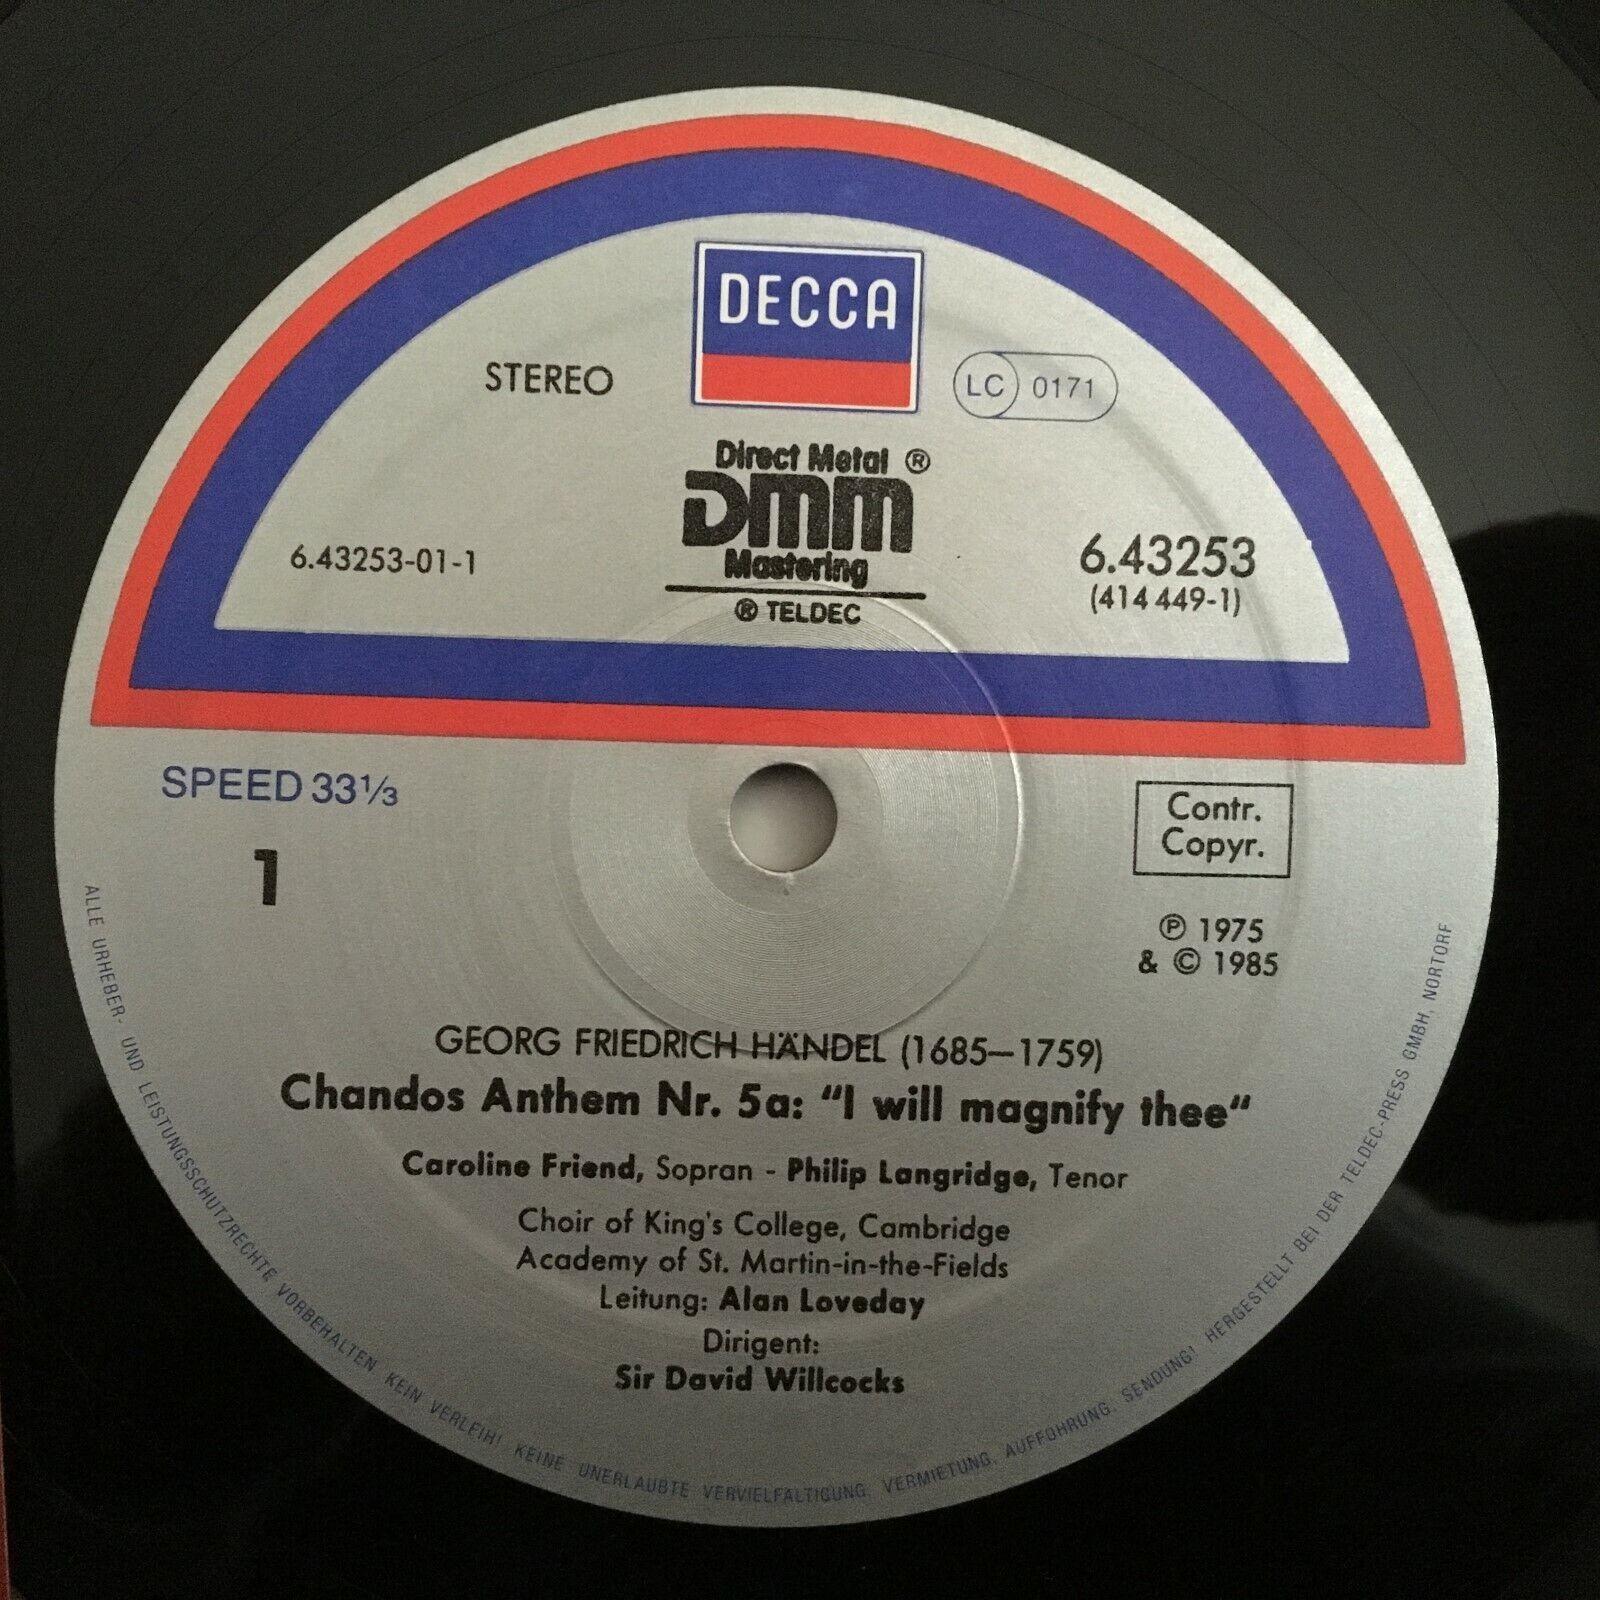 DECCA
STEREO
LC 0171
Direct Metal ®
DMM
Mastering
® TELDEC
6.43253-01-1
6.43253
(414 449-1)
SPEED 33⅓
1
Contr.
Copyr.
℗ 1975
& © 1985
GEORG FRIEDRICH HÄNDEL (1685–1759)
Chandos Anthem Nr. 5a: "I will magnify thee"
Caroline Friend, Sopran - Philip Langridge, Tenor
Choir of King's College, Cambridge
Academy of St. Martin-in-the-Fields
Leitung: Alan Loveday
Dirigent:
Sir David Willcocks
ALLE URHEBER- UND LEISTUNGSSCHUTZRECHTE VORBEHALTEN KEIN VERLEIH! KEINE UNERLAUBTE VERVIELFÄLTIGUNG, VERMIETUNG, AUFFÜHRUNG, SENDUNG! HERGESTELLT BEI DER TELDEC-PRESS GMBH, NORTORF